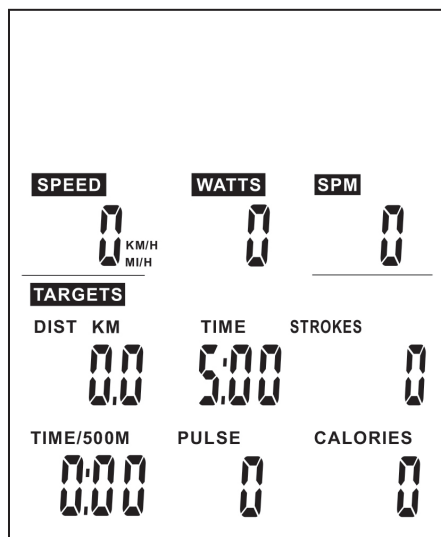 SPEED WATTS SPM
0 KM/H MI/H 0 0
TARGETS
DIST KM TIME STROKES
0.0 5:00 0
TIME/500M PULSE CALORIES
0:00 0 0